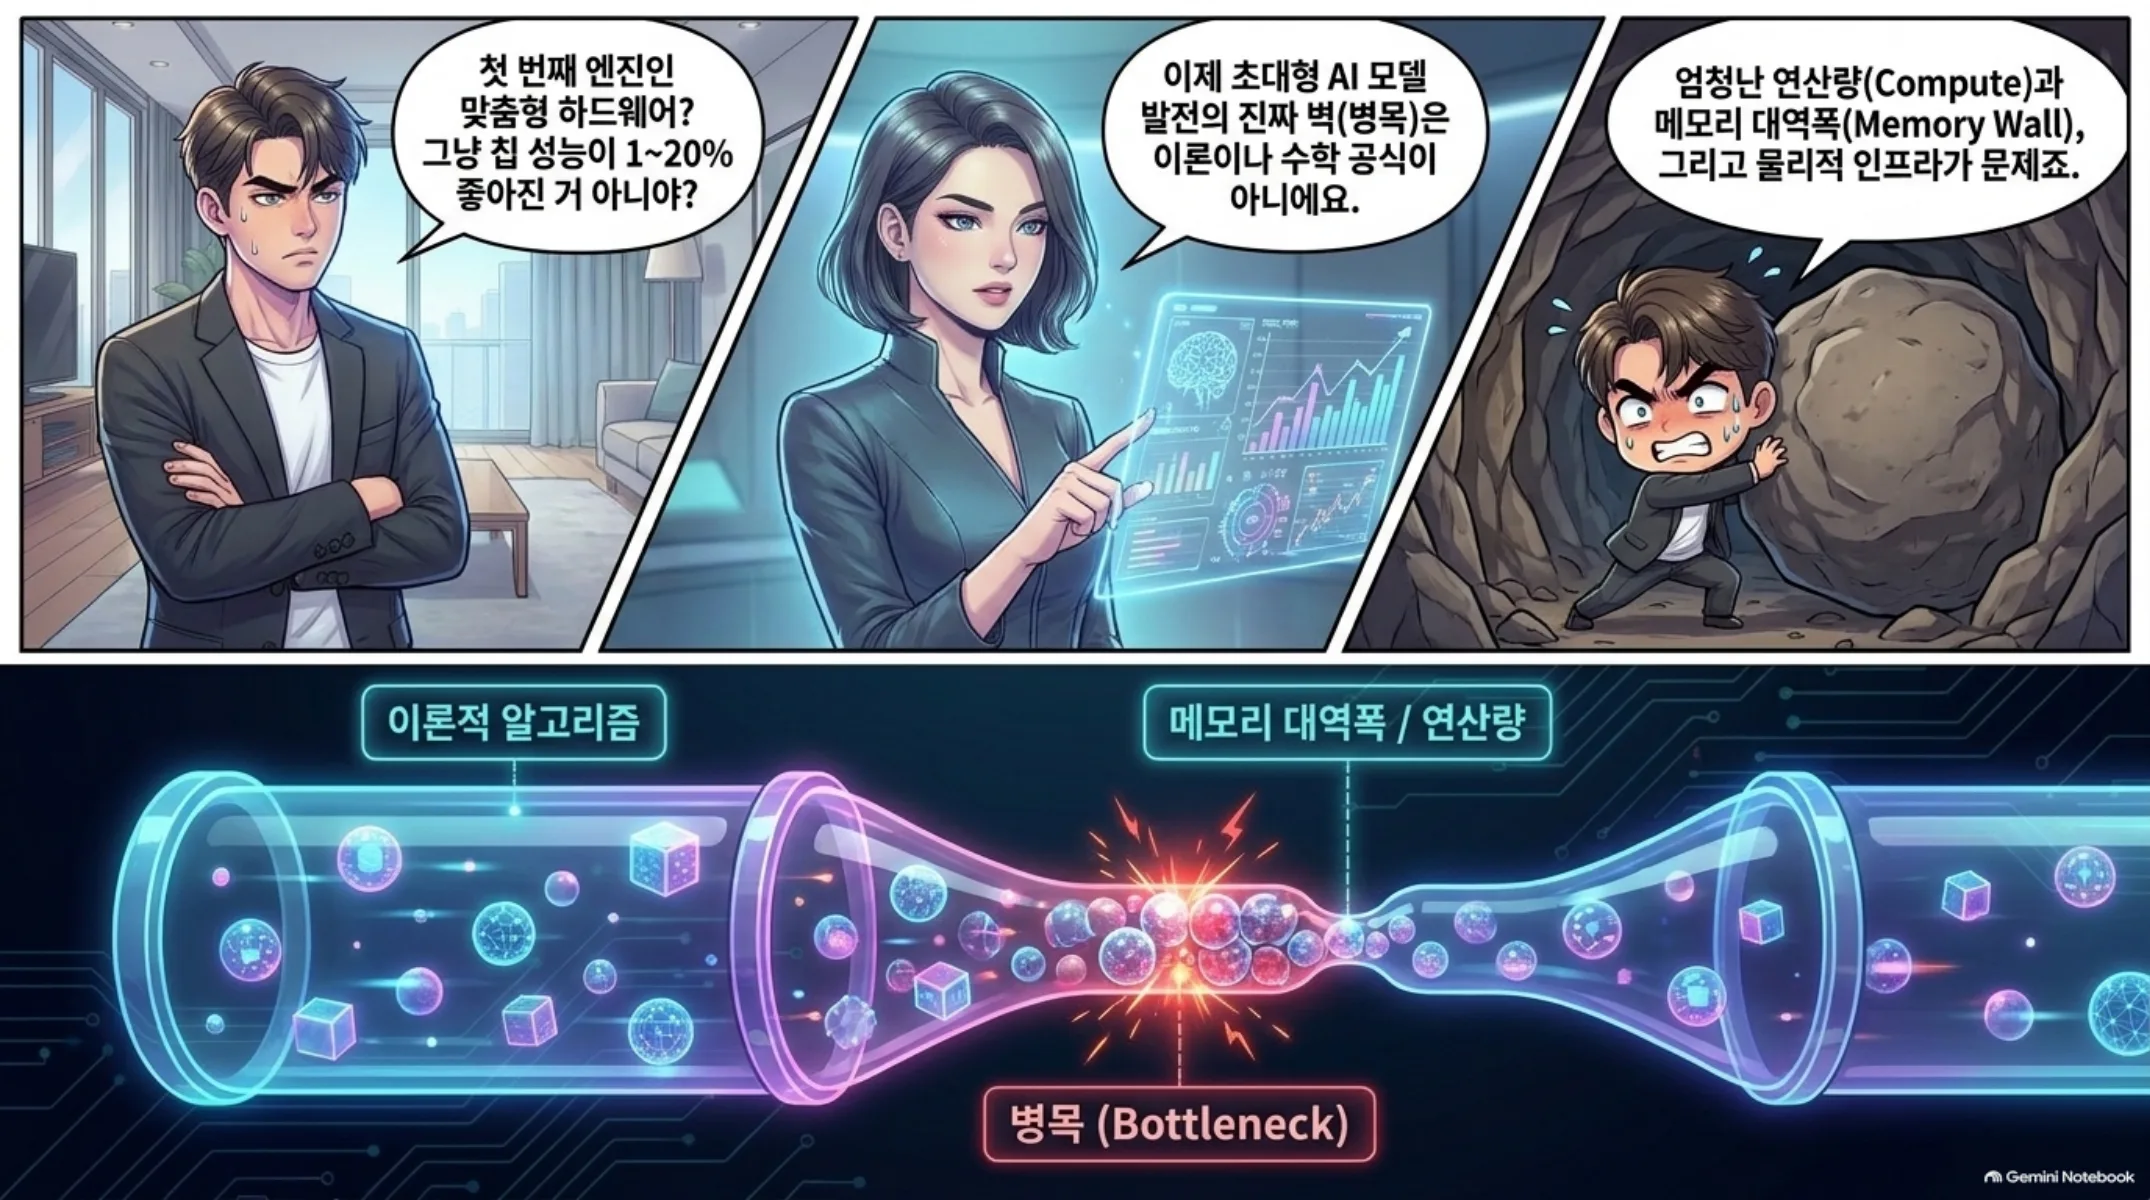 첫 번째 엔진인
맞춤형 하드웨어?
그냥 칩 성능이 1~20%
좋아진 거 아니야?
이제 초대형 AI 모델
발전의 진짜 벽(병목)은
이론이나 수학 공식이
아니에요.
엄청난 연산량(Compute)과
메모리 대역폭(Memory Wall),
그리고 물리적 인프라가 문제죠.
이론적 알고리즘
메모리 대역폭 / 연산량
병목 (Bottleneck)
Gemini Notebook